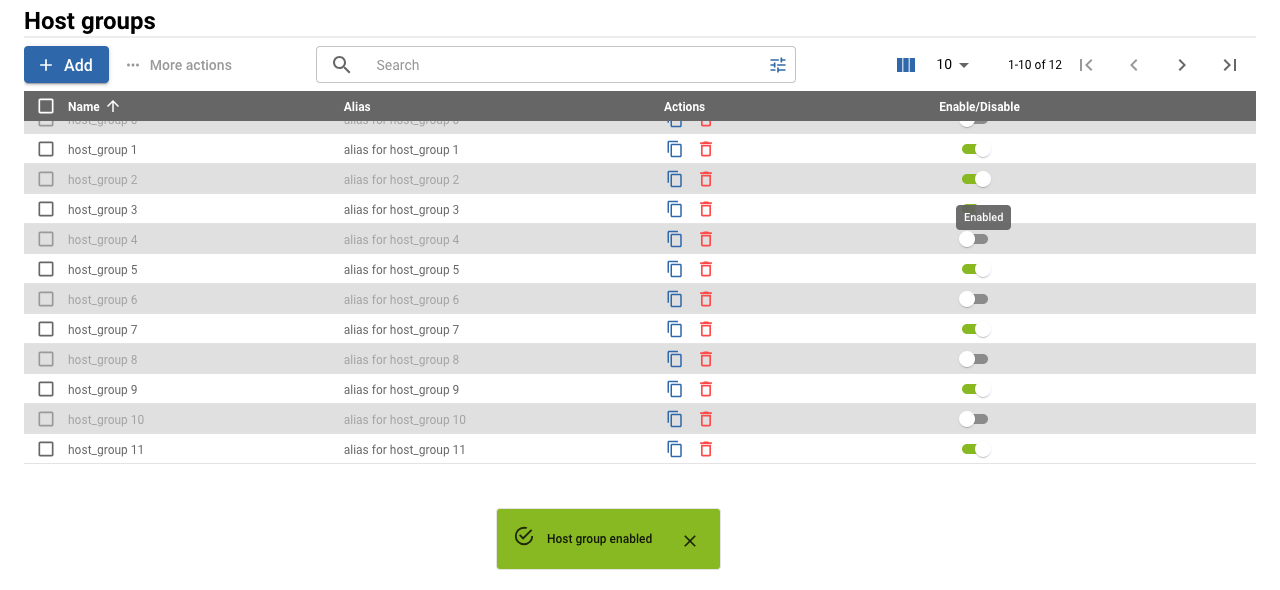 Host groups
Add ··· More actions Search 10 1-10 of 12
Name Alias Actions Enable/Disable
host_group 0 alias for host_group 0
host_group 1 alias for host_group 1
host_group 2 alias for host_group 2
host_group 3 alias for host_group 3
Enabled
host_group 4 alias for host_group 4
host_group 5 alias for host_group 5
host_group 6 alias for host_group 6
host_group 7 alias for host_group 7
host_group 8 alias for host_group 8
host_group 9 alias for host_group 9
host_group 10 alias for host_group 10
host_group 11 alias for host_group 11
Host group enabled